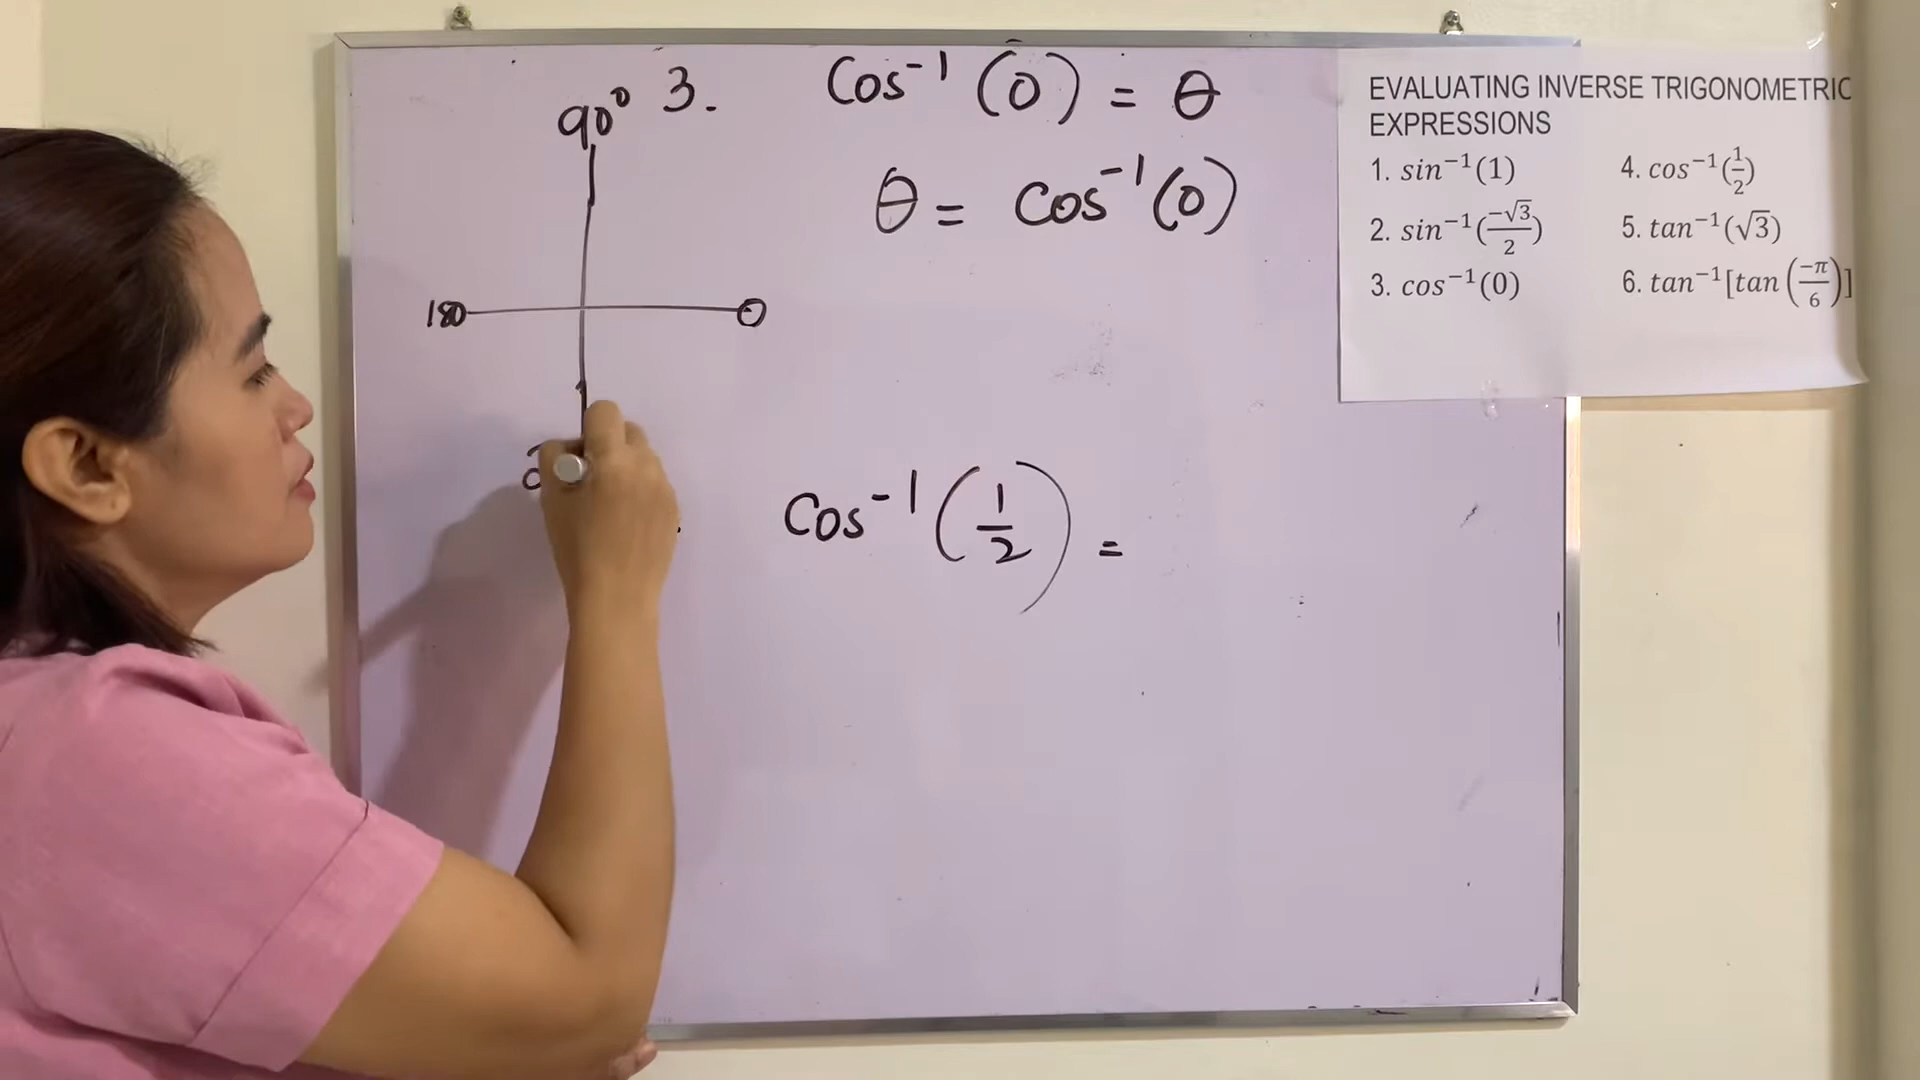 90° 3. Cos⁻¹(0) = θ
θ = Cos⁻¹(0)
180 0
2
Cos⁻¹(1/2) =
EVALUATING INVERSE TRIGONOMETRIC
EXPRESSIONS
1. sin⁻¹(1)
2. sin⁻¹(-√3/2)
3. cos⁻¹(0)
4. cos⁻¹(1/2)
5. tan⁻¹(√3)
6. tan⁻¹[tan(-π/6)]